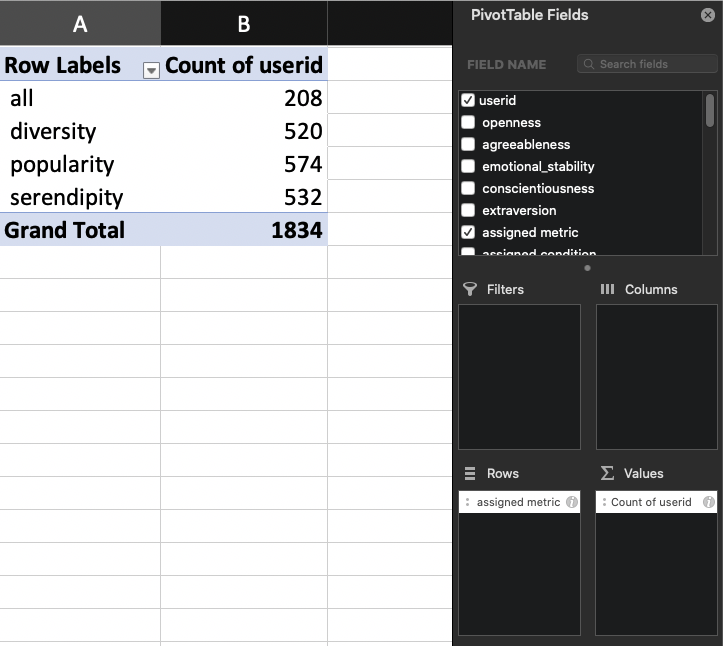 A B
Row Labels Count of userid
all 208
diversity 520
popularity 574
serendipity 532
Grand Total 1834
PivotTable Fields
FIELD NAME Search fields
userid
openness
agreeableness
emotional_stability
conscientiousness
extraversion
assigned metric
assigned condition
Filters Columns
Rows Values
assigned metric Count of userid